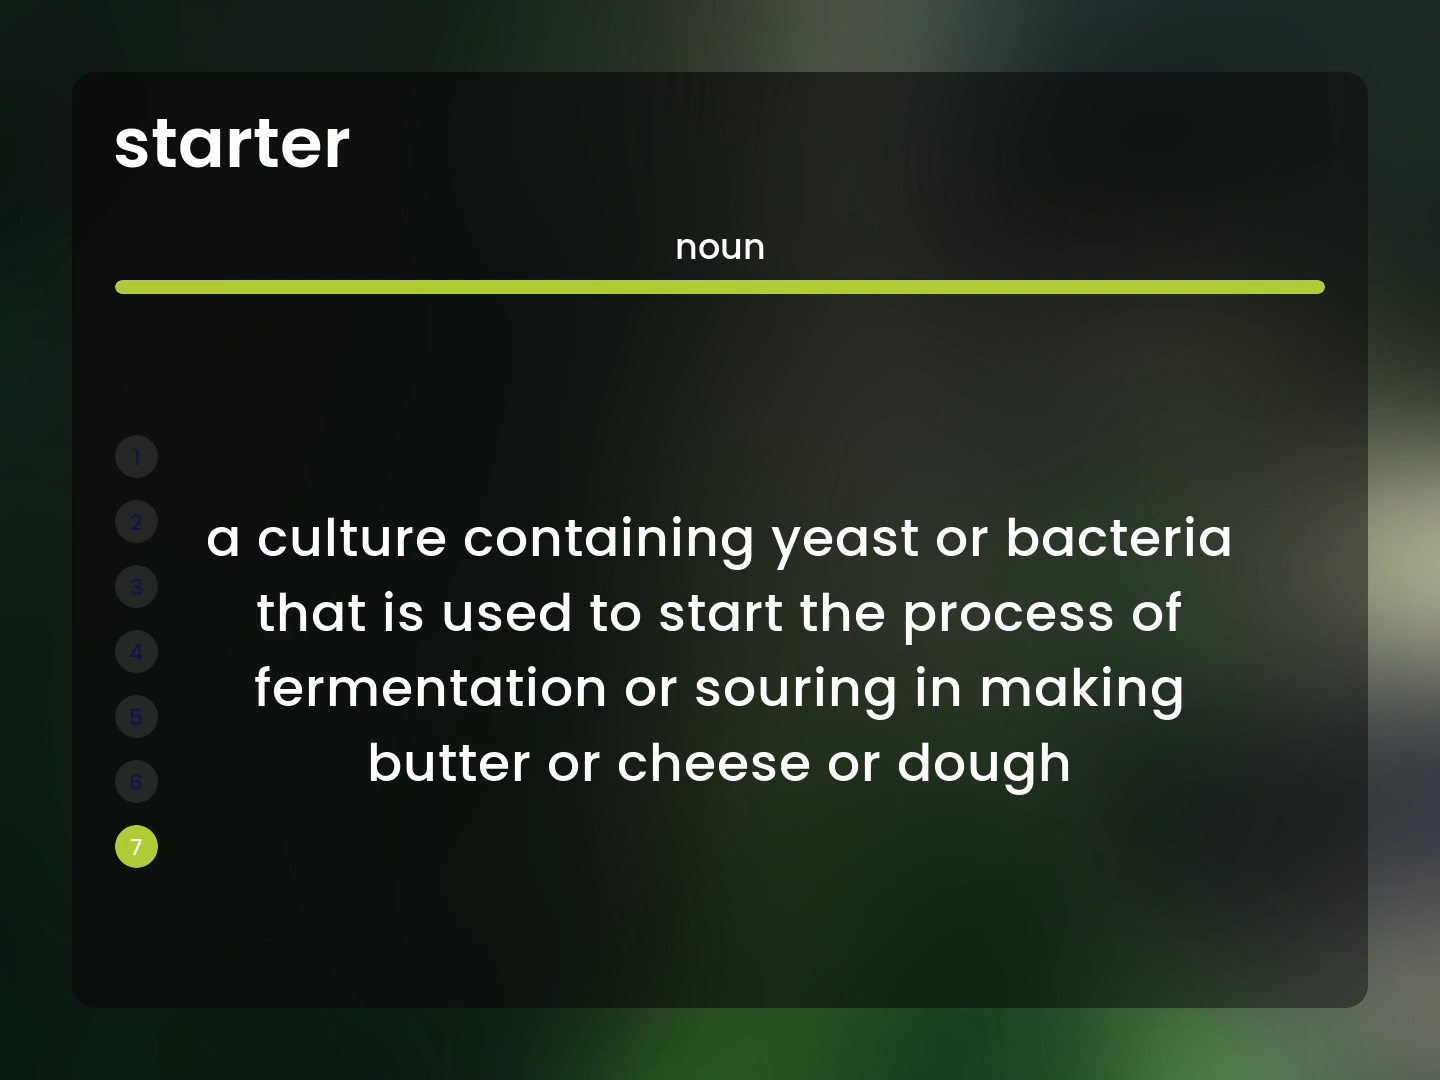 starter
noun
1
2
3
4
5
6
7
a culture containing yeast or bacteria
that is used to start the process of
fermentation or souring in making
butter or cheese or dough